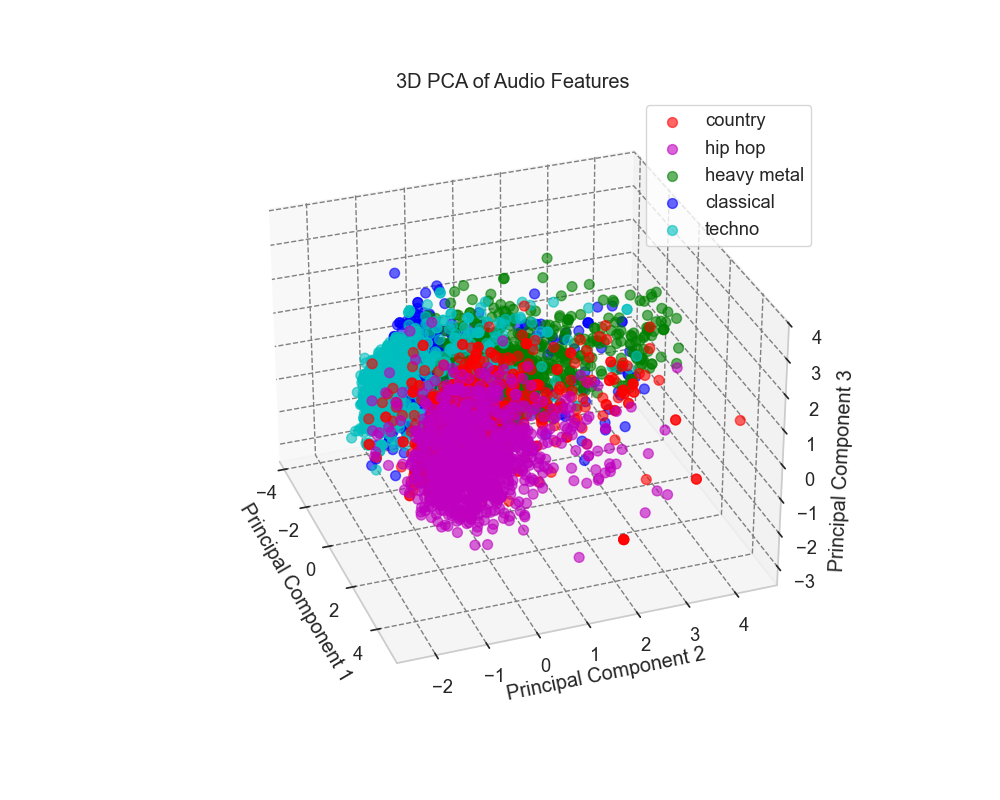 3D PCA of Audio Features
country
hip hop
heavy metal
classical
techno
4
3
2
1
0
−1
−2
−3
Principal Component 3
−4
−2
0
2
4
Principal Component 1
−2
−1
0
1
2
3
4
Principal Component 2